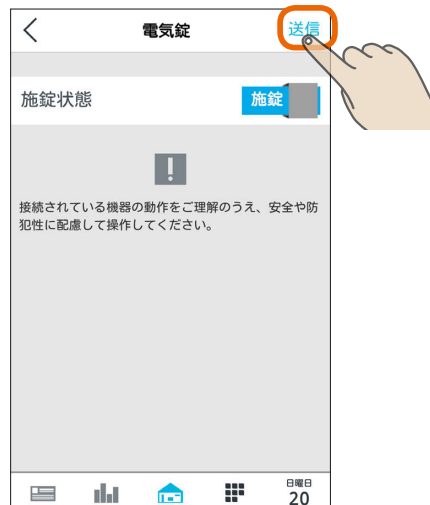 電気錠
送信
施錠状態
施錠
接続されている機器の動作をご理解のうえ、安全や防
犯性に配慮して操作してください。
日曜日
20